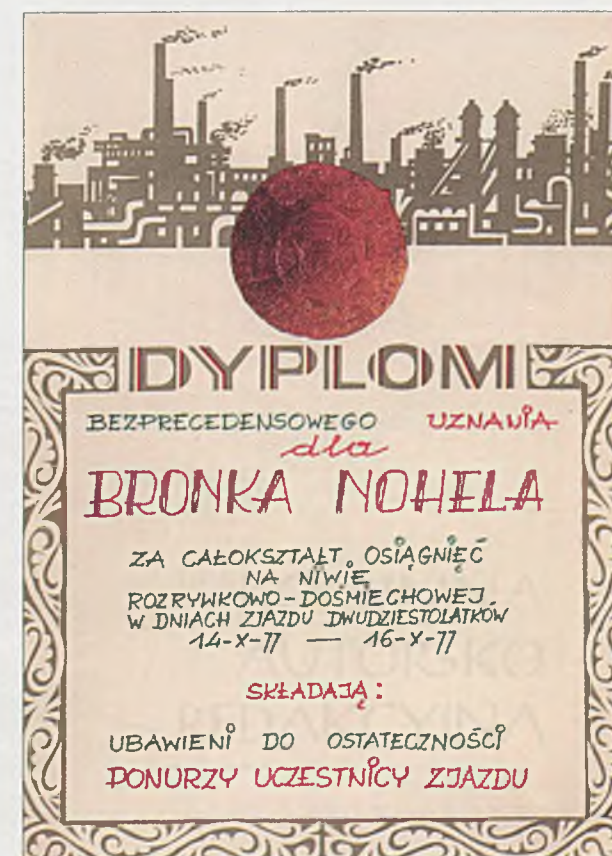 DYPLOM
BEZPRECEDENSOWEGO UZNANIA
dla
BRONKA NOHELA
ZA CAŁOKSZTAŁT OSIĄGNIĘĆ
NA NIWIE
ROZRYWKOWO-DOŚMIECHOWEJ
W DNIACH ZJAZDU DWUDZIESTOLATKÓW
14-X-77 — 16-X-77
SKŁADAJĄ:
UBAWIENI DO OSTATECZNOŚCI
PONURZY UCZESTNICY ZJAZDU